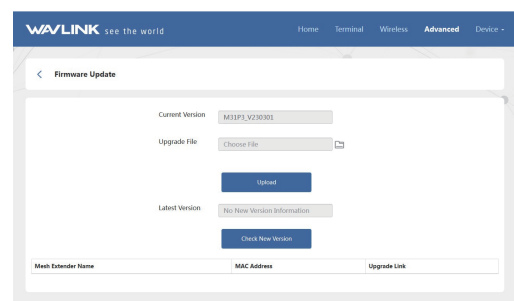 WAVLINK see the world Home Terminal Wireless Advanced Device
Firmware Update
Current Version M31P3_V230301
Upgrade File Choose File
Upload
Latest Version No New Version Information
Check New Version
Mesh Extender Name MAC Address Upgrade Link